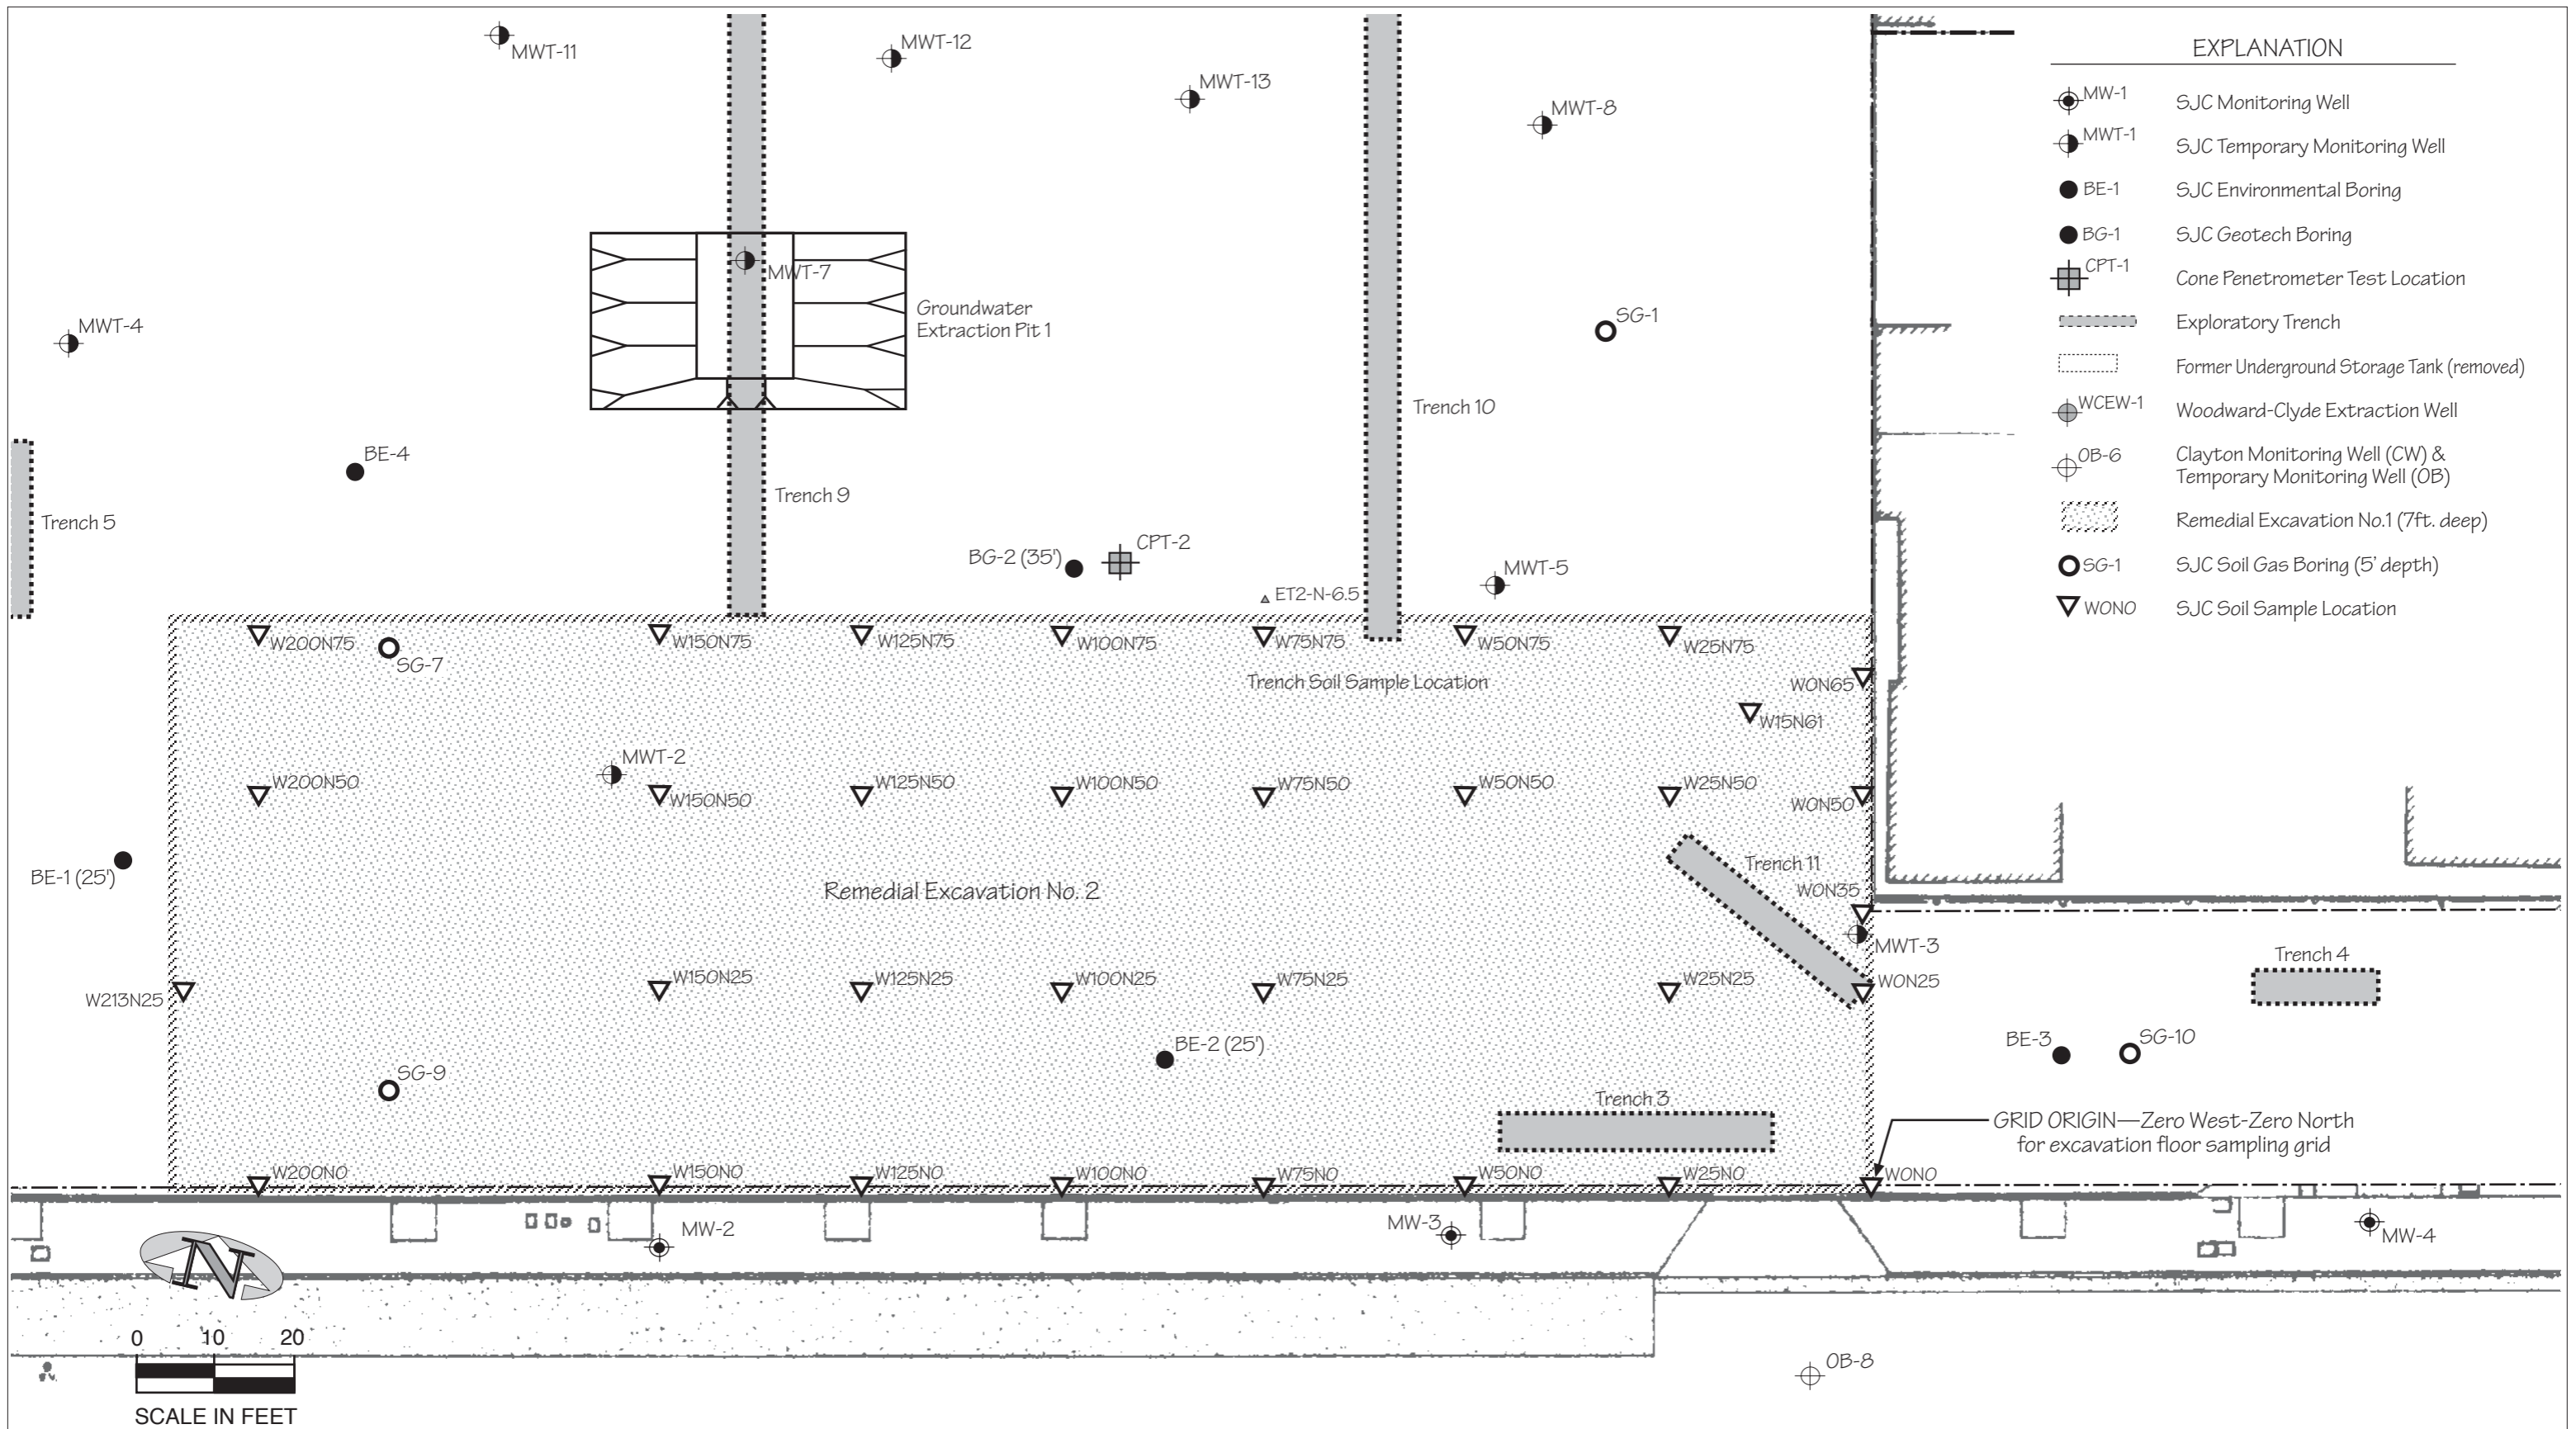 MWT-11
MWT-12
MWT-13
MWT-8
MWT-7
Groundwater
Extraction Pit 1
MWT-4
SG-1
Trench 10
BE-4
Trench 9
Trench 5
BG-2 (35')
CPT-2
MWT-5
ET2-N-6.5
W200N75
W150N75
W125N75
W100N75
W75N75
W50N75
W25N75
SG-7
Trench Soil Sample Location
W0N65
W15N61
MWT-2
W200N50
W150N50
W125N50
W100N50
W75N50
W50N50
W25N50
W0N50
BE-1 (25')
Remedial Excavation No. 2
Trench 11
W0N35
MWT-3
W213N25
W150N25
W125N25
W100N25
W75N25
W25N25
W0N25
Trench 4
BE-2 (25')
BE-3
SG-10
SG-9
Trench 3
GRID ORIGIN—Zero West-Zero North
for excavation floor sampling grid
W200N0
W150N0
W125N0
W100N0
W75N0
W50N0
W25N0
W0N0
MW-2
MW-3
MW-4
N
OB-8
0 10 20
SCALE IN FEET
EXPLANATION
MW-1 SJC Monitoring Well
MWT-1 SJC Temporary Monitoring Well
BE-1 SJC Environmental Boring
BG-1 SJC Geotech Boring
CPT-1 Cone Penetrometer Test Location
Exploratory Trench
Former Underground Storage Tank (removed)
WCEW-1 Woodward-Clyde Extraction Well
OB-6 Clayton Monitoring Well (CW) &
Temporary Monitoring Well (OB)
Remedial Excavation No.1 (7ft. deep)
SG-1 SJC Soil Gas Boring (5' depth)
W0N0 SJC Soil Sample Location